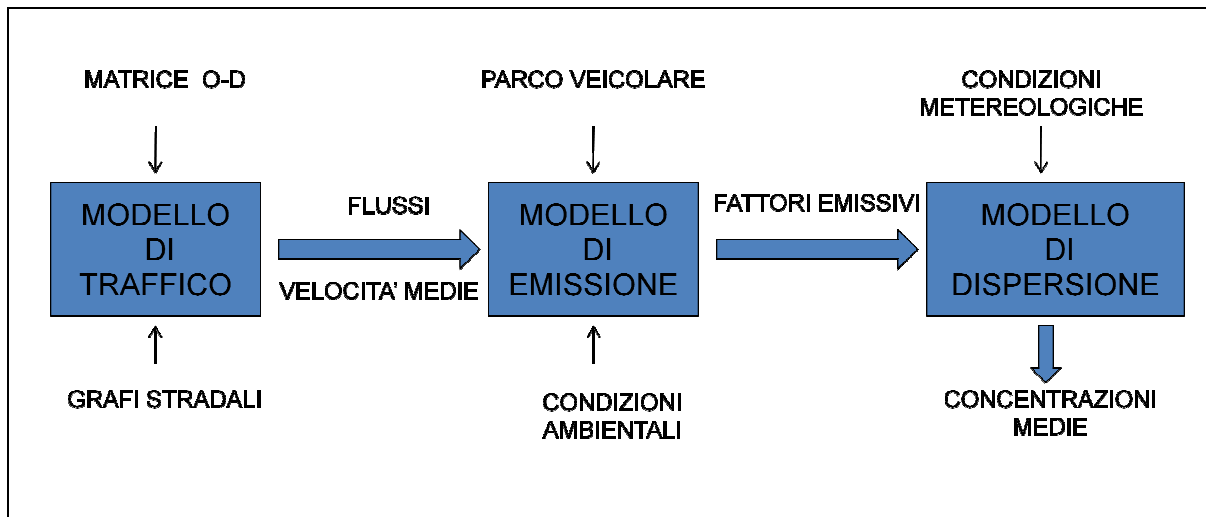 MATRICE O-D
PARCO VEICOLARE
CONDIZIONI
METEREOLOGICHE
MODELLO
DI
TRAFFICO
FLUSSI
VELOCITA' MEDIE
MODELLO
DI
EMISSIONE
FATTORI EMISSIVI
MODELLO
DI
DISPERSIONE
GRAFI STRADALI
CONDIZIONI
AMBIENTALI
CONCENTRAZIONI
MEDIE